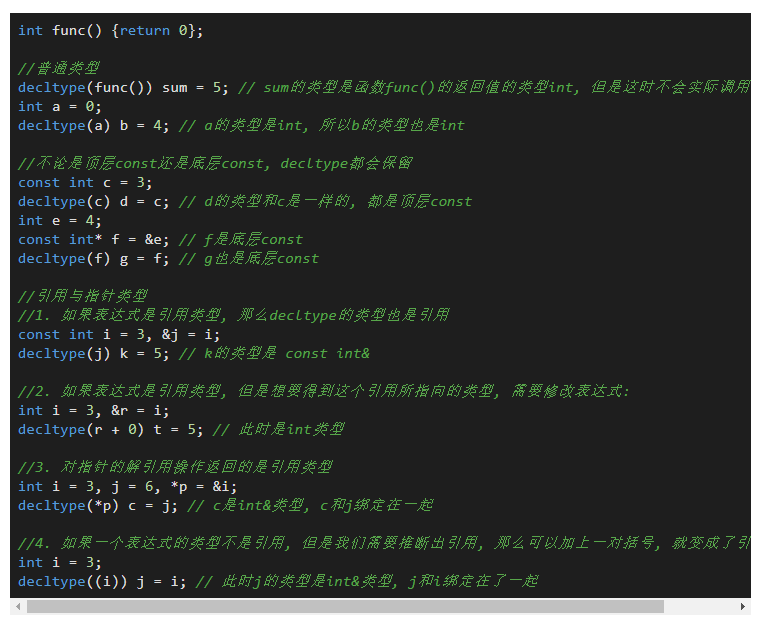 int func() {return 0};
//普通类型
decltype(func()) sum = 5; // sum的类型是函数func()的返回值的类型int, 但是这时不会实际调用
int a = 0;
decltype(a) b = 4; // a的类型是int, 所以b的类型也是int
//不论是顶层const还是底层const, decltype都会保留
const int c = 3;
decltype(c) d = c; // d的类型和c是一样的, 都是顶层const
int e = 4;
const int* f = &e; // f是底层const
decltype(f) g = f; // g也是底层const
//引用与指针类型
//1. 如果表达式是引用类型, 那么decltype的类型也是引用
const int i = 3, &j = i;
decltype(j) k = 5; // k的类型是 const int&
//2. 如果表达式是引用类型, 但是想要得到这个引用所指向的类型, 需要修改表达式:
int i = 3, &r = i;
decltype(r + 0) t = 5; // 此时是int类型
//3. 对指针的解引用操作返回的是引用类型
int i = 3, j = 6, *p = &i;
decltype(*p) c = j; // c是int&类型, c和j绑定在一起
//4. 如果一个表达式的类型不是引用, 但是我们需要推断出引用, 那么可以加上一对括号, 就变成了引
int i = 3;
decltype((i)) j = i; // 此时j的类型是int&类型, j和i绑定在了一起